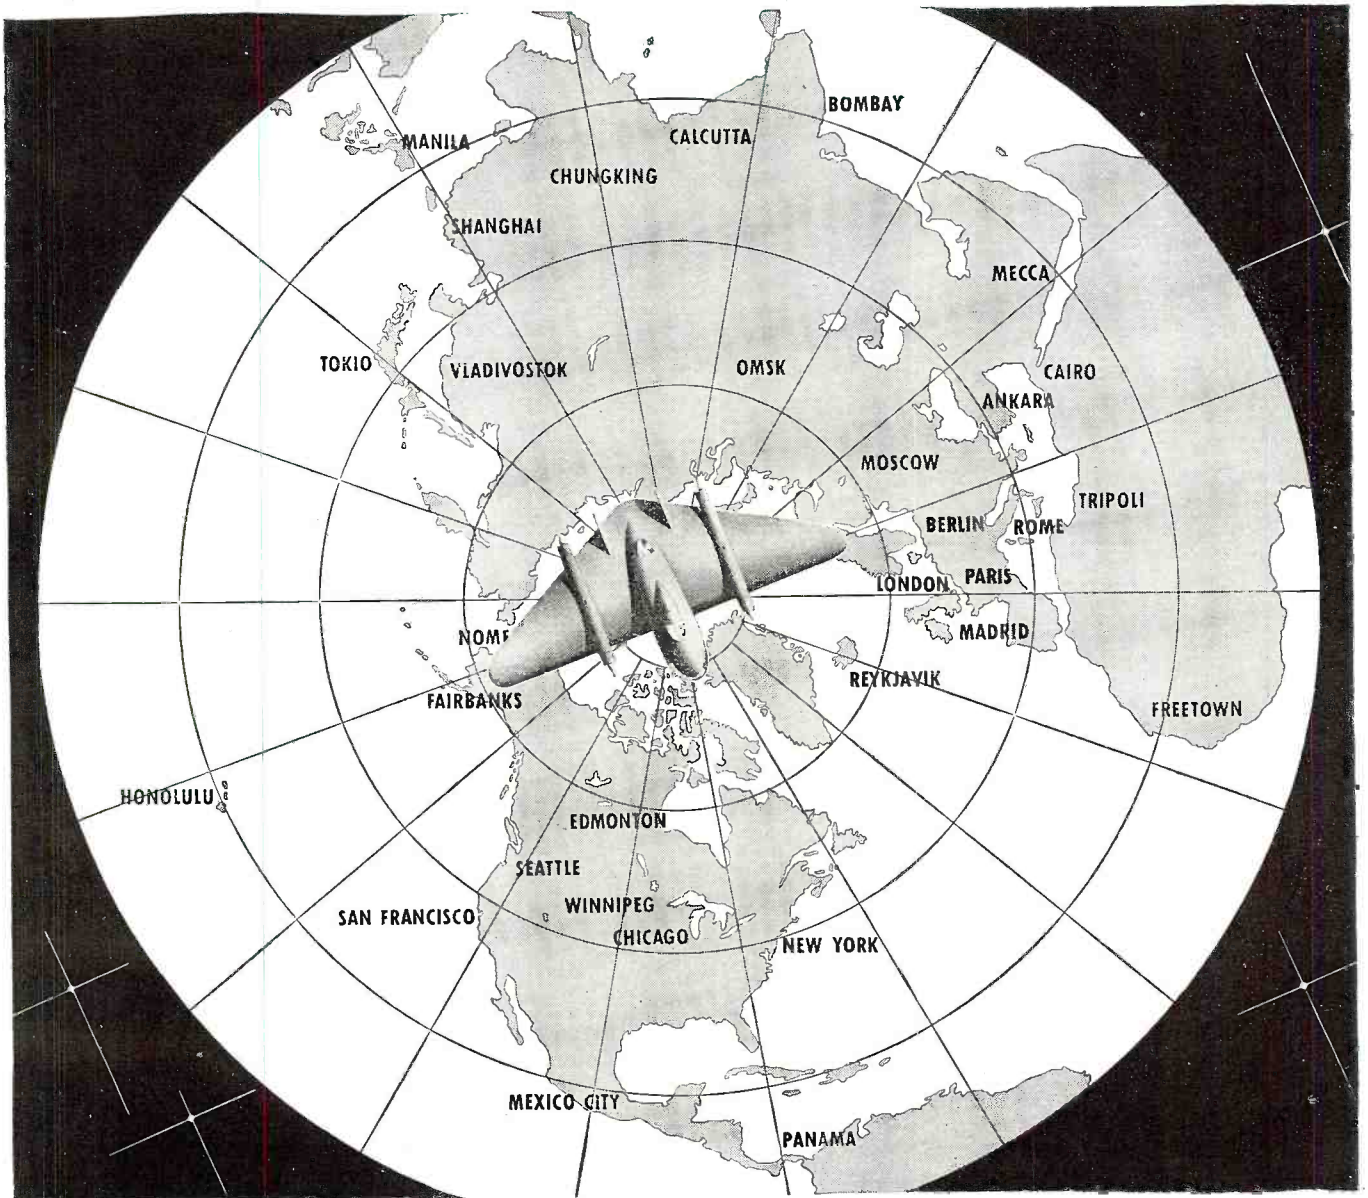 BOMBAY
CALCUTTA
MANILA
CHUNGKING
SHANGHAI
MECCA
TOKIO
VLADIVOSTOK
OMSK
CAIRO
ANKARA
MOSCOW
TRIPOLI
BERLIN
ROME
LONDON
PARIS
NOME
MADRID
REYKJAVIK
FAIRBANKS
FREETOWN
HONOLULU
EDMONTON
SEATTLE
WINNIPEG
SAN FRANCISCO
CHICAGO
NEW YORK
MEXICO CITY
PANAMA